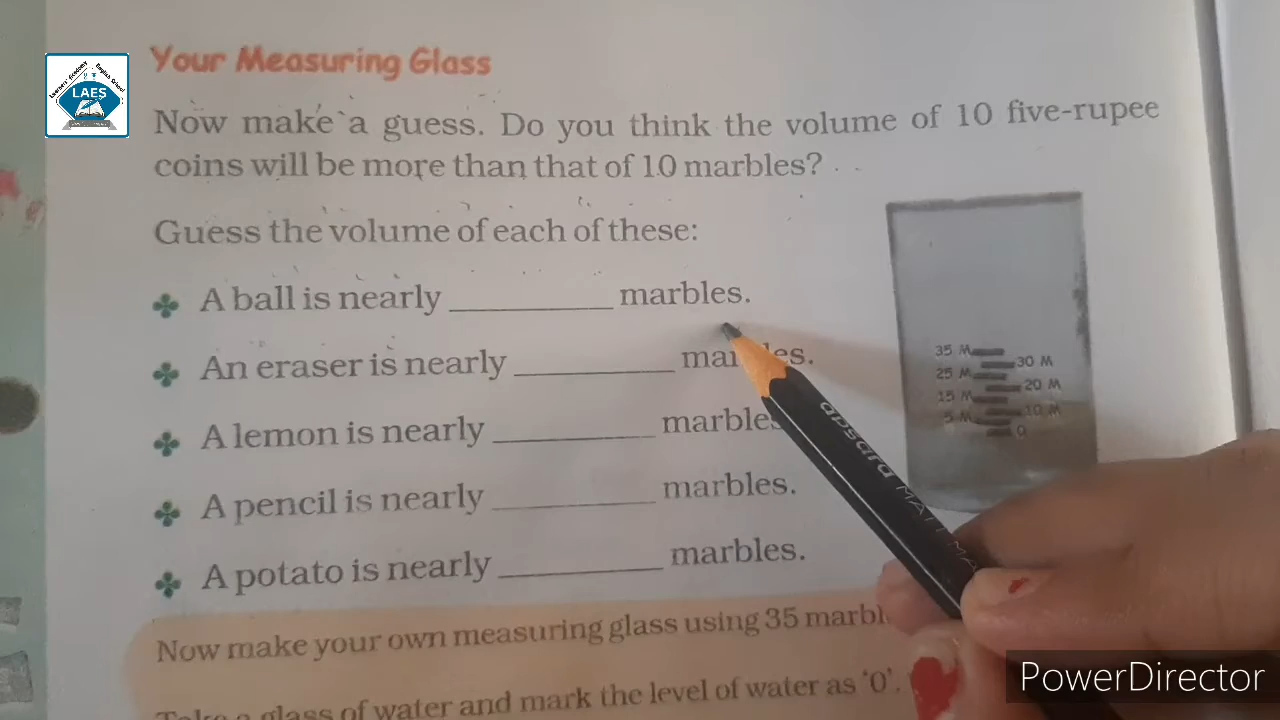 Your Measuring Glass
LAES
Now make a guess. Do you think the volume of 10 five-rupee
coins will be more than that of 10 marbles?
Guess the volume of each of these:
A ball is nearly __________ marbles.
An eraser is nearly __________
A lemon is nearly __________ marbles
A pencil is nearly __________ marbles.
A potato is nearly __________ marbles.
35 M
30 M
25 M
20 M
15 M
10 M
5 M
0
apsara MATT
Now make your own measuring glass using 35
Take a glass of water and mark the level of water as '0'.
PowerDirector